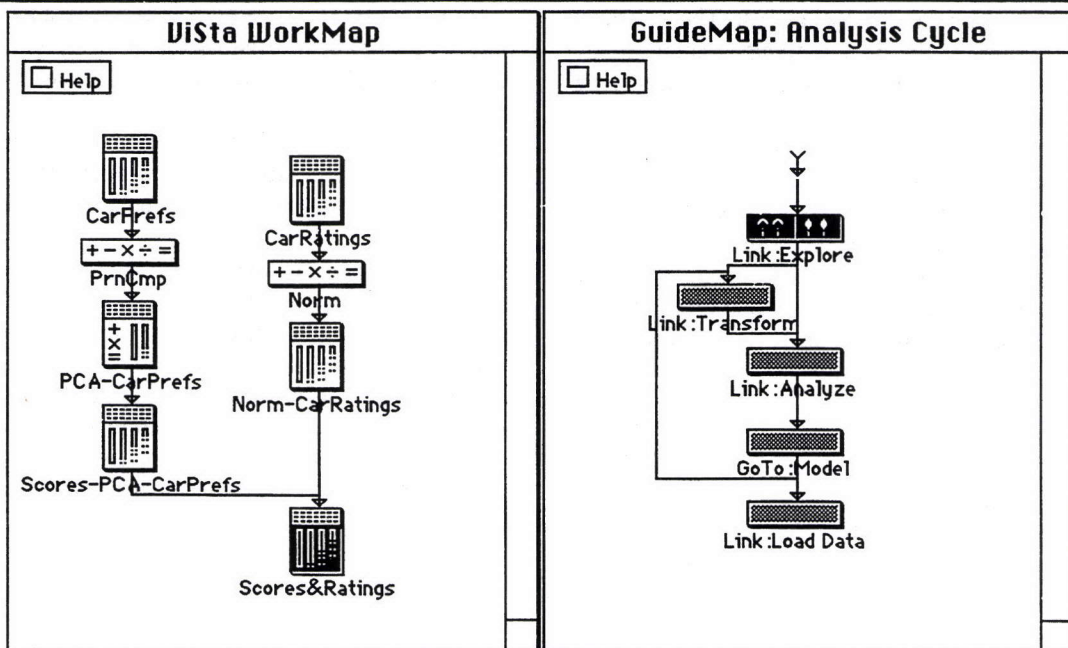 ViSta WorkMap
Help
CarPrefs
+ - × ÷ =
PrnCmp
+
×
=
PCA-CarPrefs
Scores-PCA-CarPrefs
CarRatings
+ - × ÷ =
Norm
Norm-CarRatings
Scores&Ratings
GuideMap: Analysis Cycle
Help
Link:Explore
Link:Transform
Link:Analyze
GoTo:Model
Link:Load Data